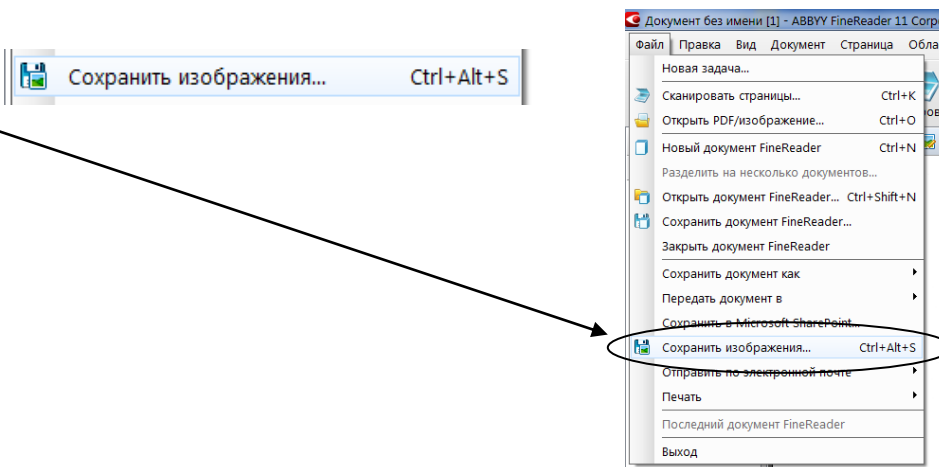 Сохранить изображения... Ctrl+Alt+S
Документ без имени [1] - ABBYY FineReader 11 Corp
Файл Правка Вид Документ Страница Обла
Новая задача...
Сканировать страницы... Ctrl+K
Открыть PDF/изображение... Ctrl+O
Новый документ FineReader Ctrl+N
Разделить на несколько документов...
Открыть документ FineReader... Ctrl+Shift+N
Сохранить документ FineReader...
Закрыть документ FineReader
Сохранить документ как
Передать документ в
Сохранить в Microsoft SharePoint...
Сохранить изображения... Ctrl+Alt+S
Отправить по электронной почте
Печать
Последний документ FineReader
Выход